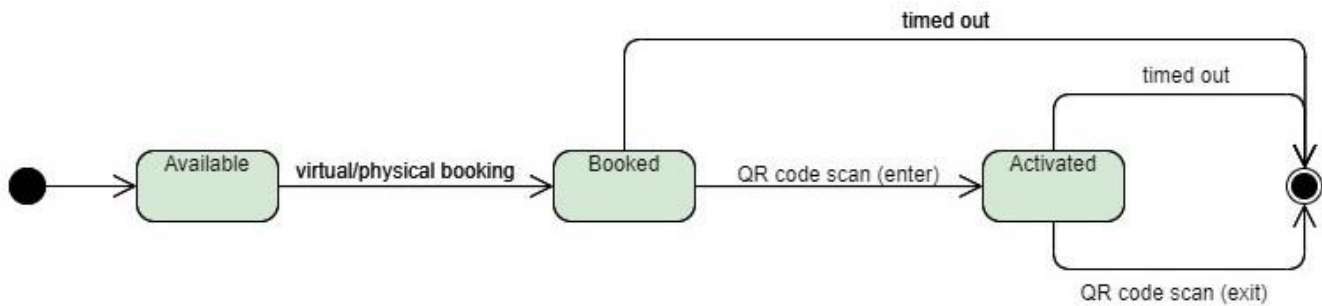 timed out
timed out
Available
virtual/physical booking
Booked
QR code scan (enter)
Activated
QR code scan (exit)